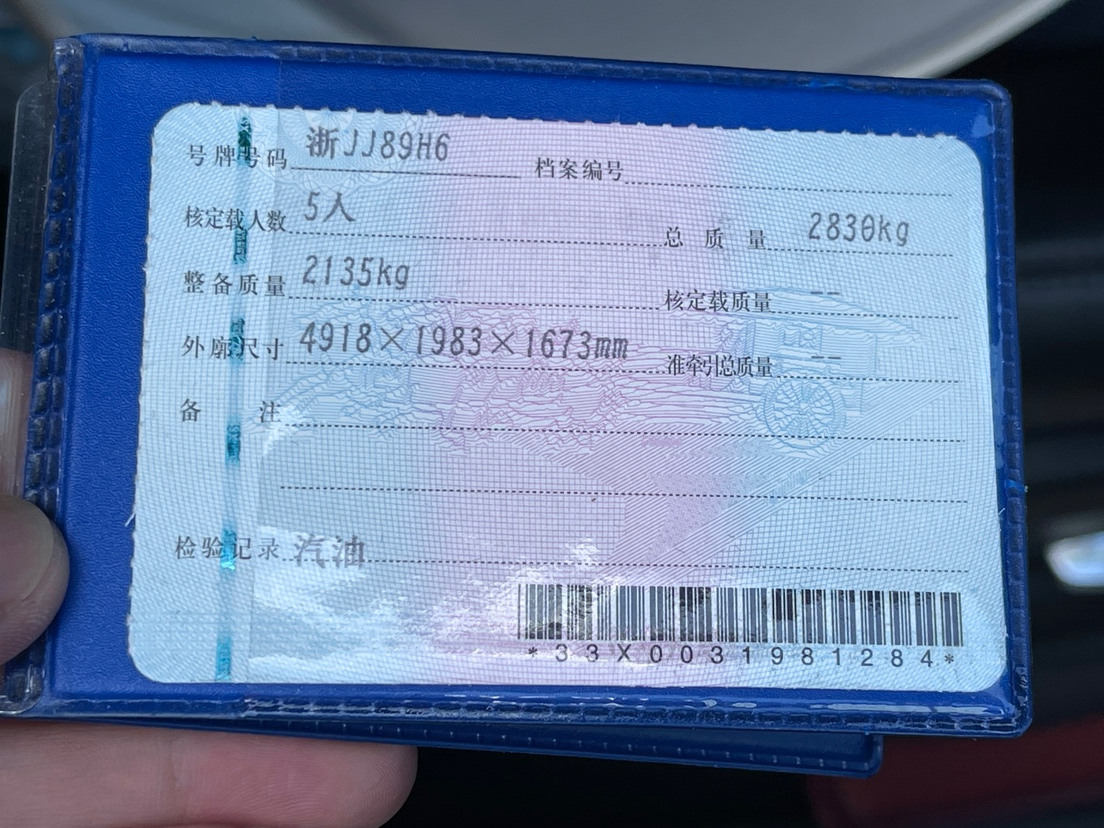 号牌号码 浙JJ89H6 档案编号
核定载人数 5人 总质量 2830kg
整备质量 2135kg 核定载质量 --
外廓尺寸 4918×1983×1673mm 准牵引总质量 --
备注
检验记录 汽油
*33X0031981284*